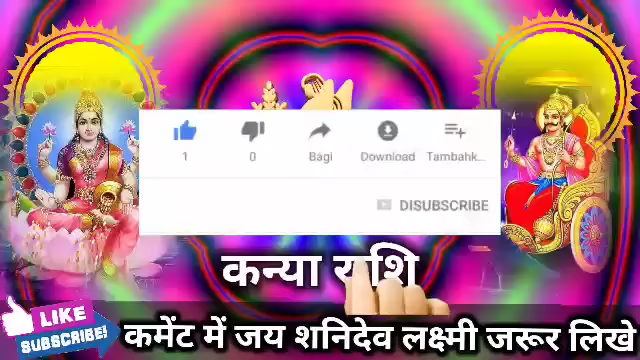 1 0 Bagi Download Tambahk...
DISUBSCRIBE
कन्या राशि
LIKE
SUBSCRIBE!
कमेंट में जय शनिदेव लक्ष्मी जरूर लिखे